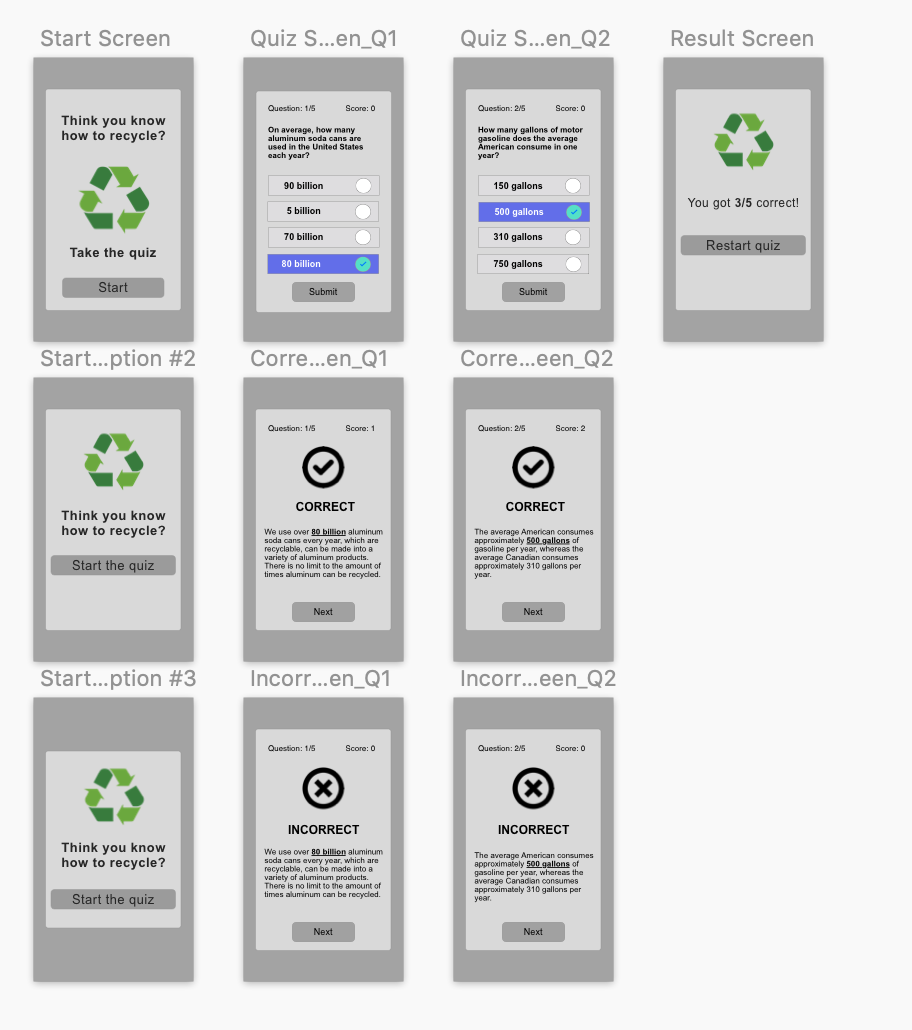 Start Screen
Think you know
how to recycle?
Take the quiz
Start
Quiz S...en_Q1
Question: 1/5 Score: 0
On average, how many
aluminum soda cans are
used in the United States
each year?
90 billion
5 billion
70 billion
80 billion
Submit
Quiz S...en_Q2
Question: 2/5 Score: 0
How many gallons of motor
gasoline does the average
American consume in one
year?
150 gallons
500 gallons
310 gallons
750 gallons
Submit
Result Screen
You got 3/5 correct!
Restart quiz
Start...ption #2
Think you know
how to recycle?
Start the quiz
Corre...en_Q1
Question: 1/5 Score: 1
CORRECT
We use over 80 billion aluminum
soda cans every year, which are
recyclable, can be made into a
variety of aluminum products.
There is no limit to the amount of
times aluminum can be recycled.
Next
Corre...een_Q2
Question: 2/5 Score: 2
CORRECT
The average American consumes
approximately 500 gallons of
gasoline per year, whereas the
average Canadian consumes
approximately 310 gallons per
year.
Next
Start...ption #3
Think you know
how to recycle?
Start the quiz
Incorr...en_Q1
Question: 1/5 Score: 0
INCORRECT
We use over 80 billion aluminum
soda cans every year, which are
recyclable, can be made into a
variety of aluminum products.
There is no limit to the amount of
times aluminum can be recycled.
Next
Incorr...een_Q2
Question: 2/5 Score: 0
INCORRECT
The average American consumes
approximately 500 gallons of
gasoline per year, whereas the
average Canadian consumes
approximately 310 gallons per
year.
Next